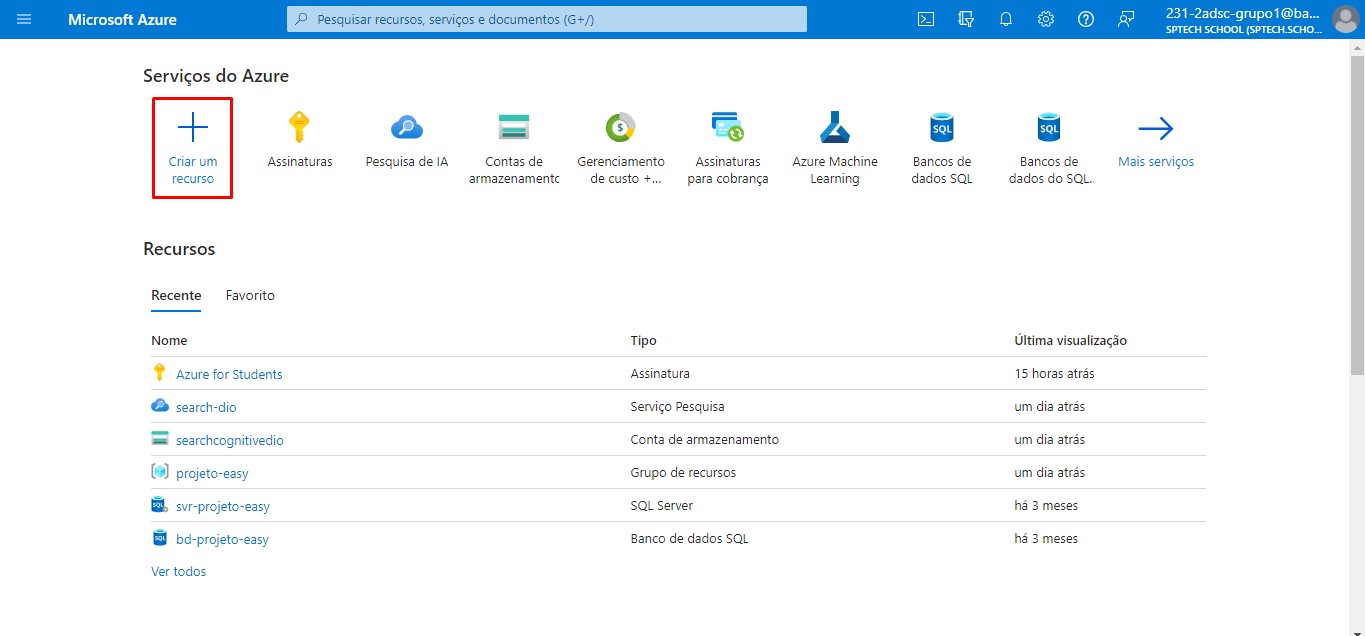 Microsoft Azure
Pesquisar recursos, serviços e documentos (G+/)
231-2adsc-grupo1@ba...
SPTECH SCHOOL (SPTECH.SCHO...
Serviços do Azure
Criar um
recurso
Assinaturas
Pesquisa de IA
Contas de
armazenamento
Gerenciamento
de custo +...
Assinaturas
para cobrança
Azure Machine
Learning
Bancos de
dados SQL
Bancos de
dados do SQL..
Mais serviços
Recursos
Recente Favorito
Nome Tipo Última visualização
Azure for Students Assinatura 15 horas atrás
search-dio Serviço Pesquisa um dia atrás
searchcognitivedio Conta de armazenamento um dia atrás
projeto-easy Grupo de recursos um dia atrás
svr-projeto-easy SQL Server há 3 meses
bd-projeto-easy Banco de dados SQL há 3 meses
Ver todos